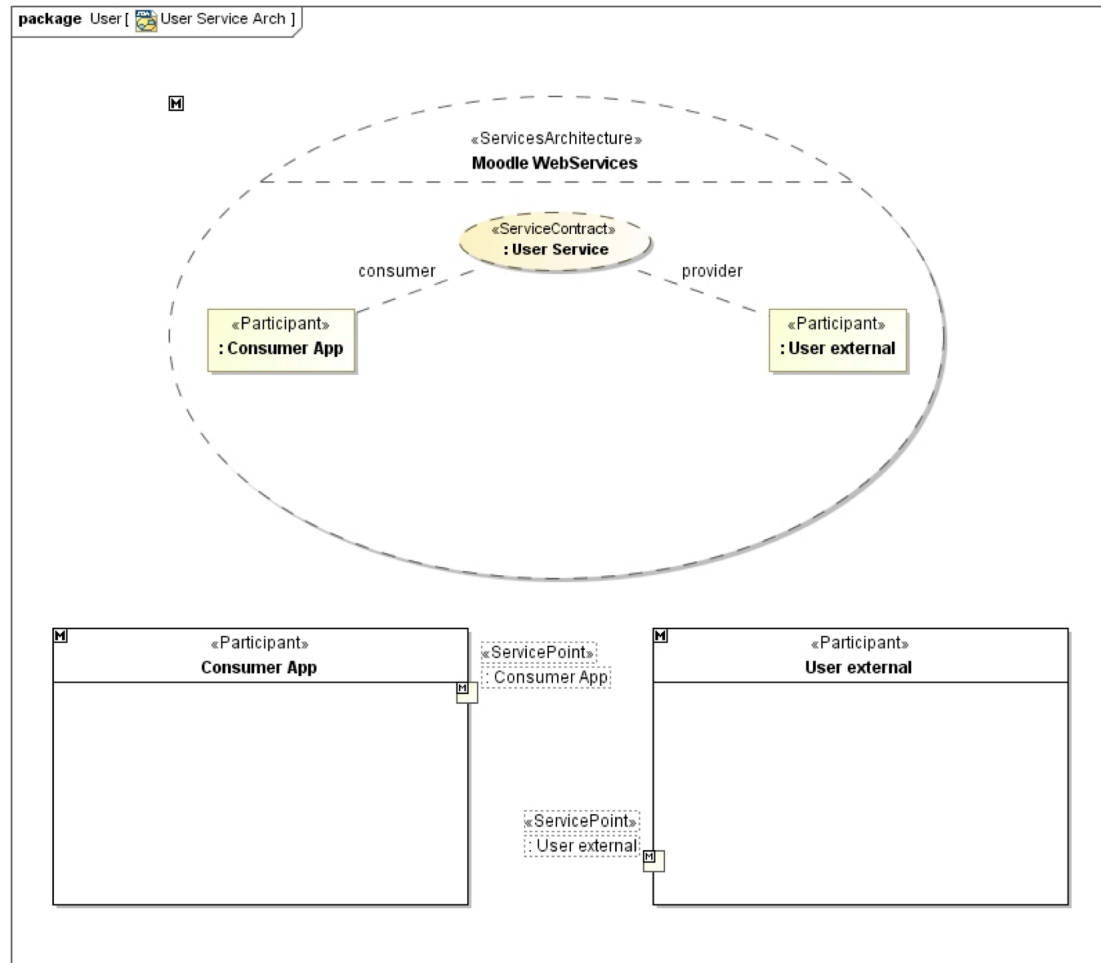 package User [ User Service Arch ]
M
«ServicesArchitecture»
Moodle WebServices
«ServiceContract»
: User Service
consumer
provider
«Participant»
: Consumer App
«Participant»
: User external
M
«Participant»
Consumer App
«ServicePoint»
: Consumer App
M
M
«Participant»
User external
«ServicePoint»
: User external
M